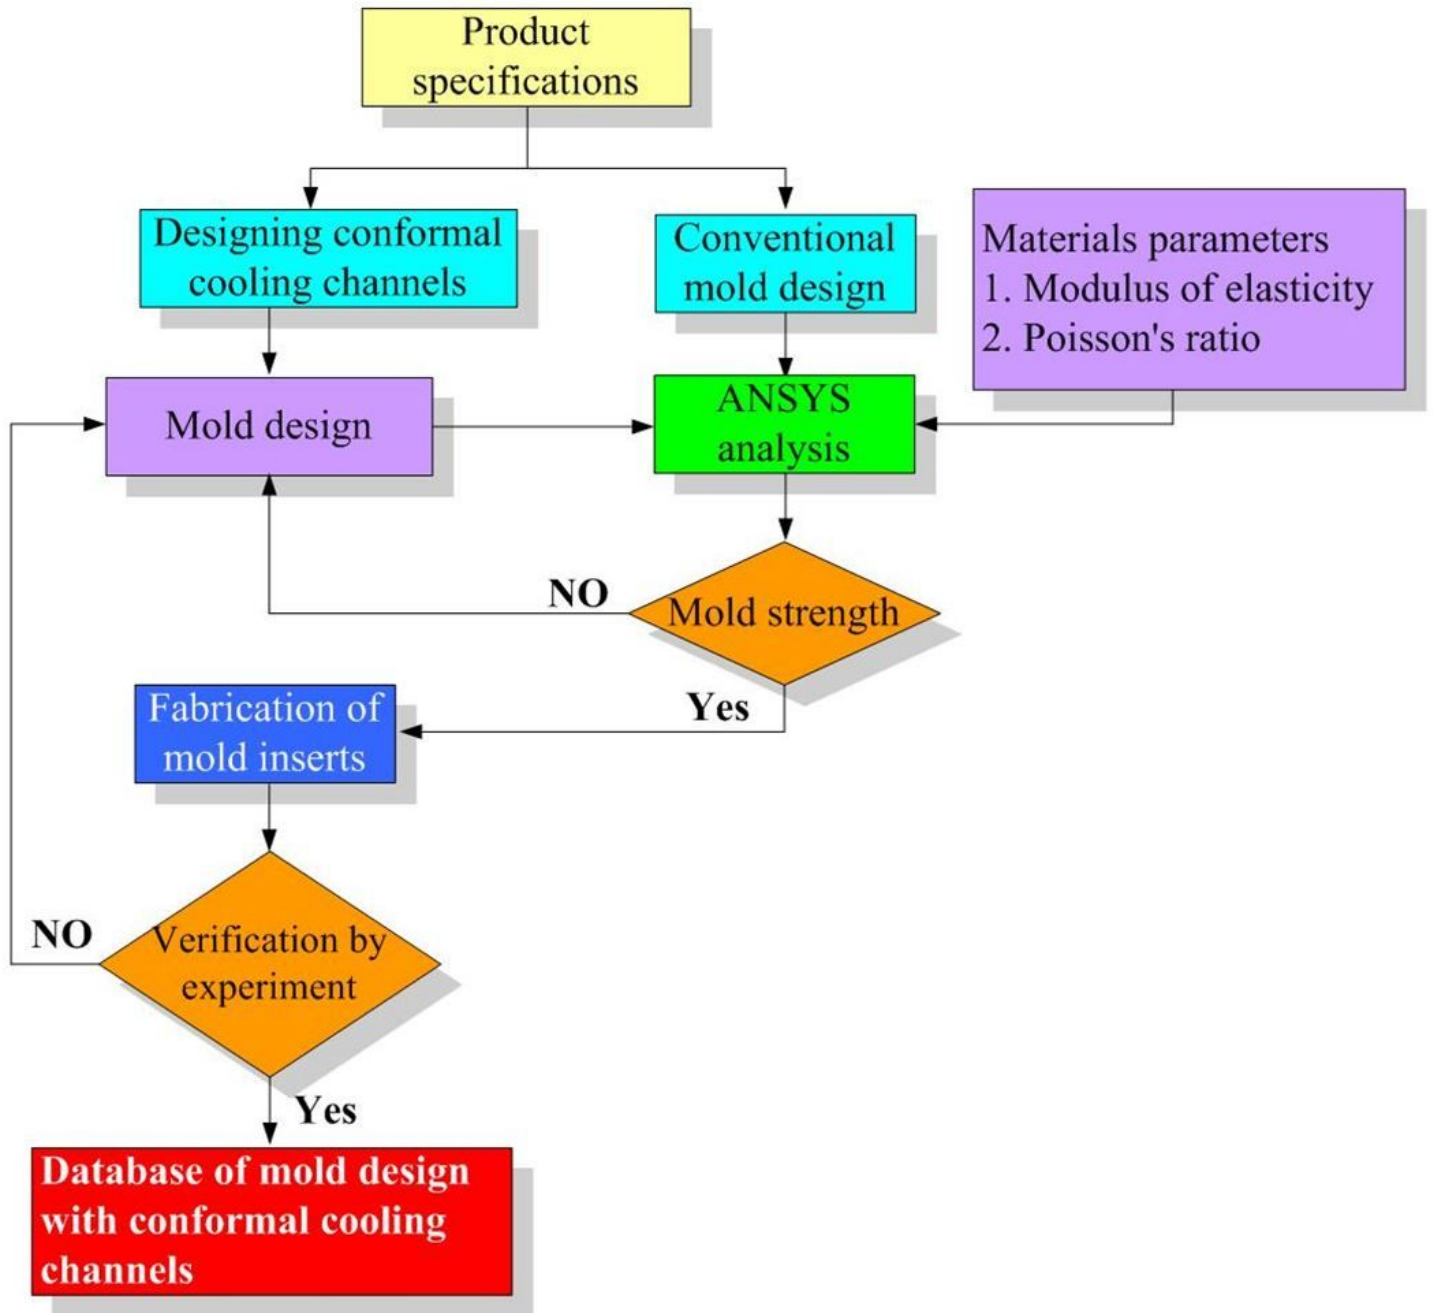 Product
specifications
Designing conformal
cooling channels
Conventional
mold design
Materials parameters
1. Modulus of elasticity
2. Poisson's ratio
Mold design
ANSYS
analysis
NO
Mold strength
Yes
Fabrication of
mold inserts
NO
Verification by
experiment
Yes
Database of mold design
with conformal cooling
channels